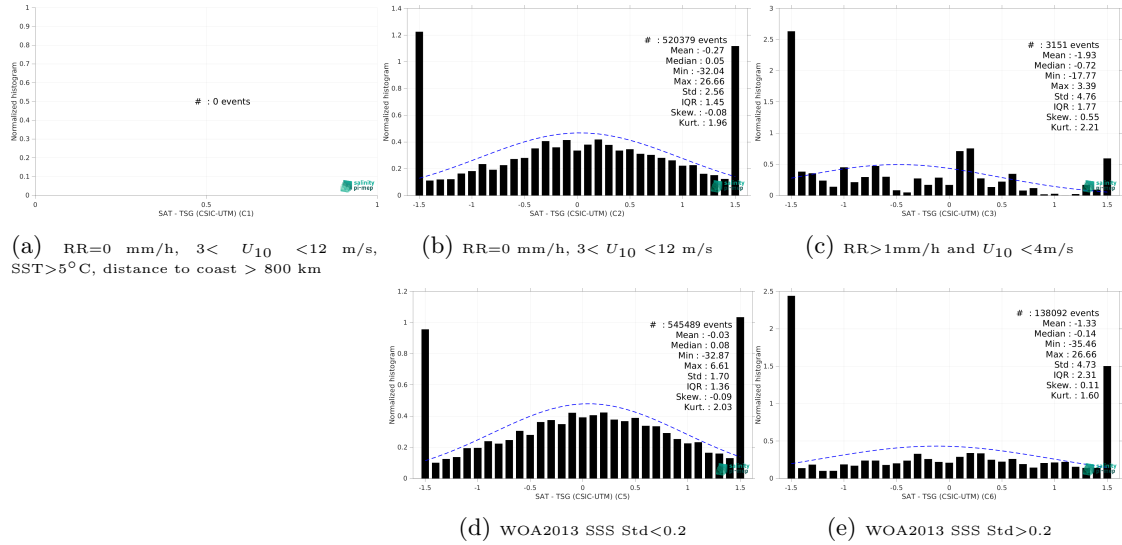 1
0.9
0.8
0.7
0.6
0.5
0.4
0.3
0.2
0.1
0
Normalized histogram
# : 0 events
salinity
pi-mep
0 0.5 1
SAT - TSG (CSIC-UTM) (C1)
(a) RR=0 mm/h, 3< U10 <12 m/s,
SST>5°C, distance to coast > 800 km
1.4
1.2
1
0.8
0.6
0.4
0.2
0
Normalized histogram
# : 520379 events
Mean : -0.27
Median : 0.05
Min : -32.04
Max : 26.66
Std : 2.56
IQR : 1.45
Skew. : -0.08
Kurt. : 1.96
salinity
pi-mep
-1.5 -1 -0.5 0 0.5 1 1.5
SAT - TSG (CSIC-UTM) (C2)
(b) RR=0 mm/h, 3< U10 <12 m/s
3
2.5
2
1.5
1
0.5
0
Normalized histogram
# : 3151 events
Mean : -1.93
Median : -0.72
Min : -17.77
Max : 3.39
Std : 4.76
IQR : 1.77
Skew. : 0.55
Kurt. : 2.21
salinity
pi-mep
-1.5 -1 -0.5 0 0.5 1 1.5
SAT - TSG (CSIC-UTM) (C3)
(c) RR>1mm/h and U10 <4m/s
1.2
1
0.8
0.6
0.4
0.2
0
Normalized histogram
# : 545489 events
Mean : -0.03
Median : 0.08
Min : -32.87
Max : 6.61
Std : 1.70
IQR : 1.36
Skew. : -0.09
Kurt. : 2.03
salinity
pi-mep
-1.5 -1 -0.5 0 0.5 1 1.5
SAT - TSG (CSIC-UTM) (C5)
(d) WOA2013 SSS Std<0.2
2.5
2
1.5
1
0.5
0
Normalized histogram
# : 138092 events
Mean : -1.33
Median : -0.14
Min : -35.46
Max : 26.66
Std : 4.73
IQR : 2.31
Skew. : 0.11
Kurt. : 1.60
salinity
pi-mep
-1.5 -1 -0.5 0 0.5 1 1.5
SAT - TSG (CSIC-UTM) (C6)
(e) WOA2013 SSS Std>0.2